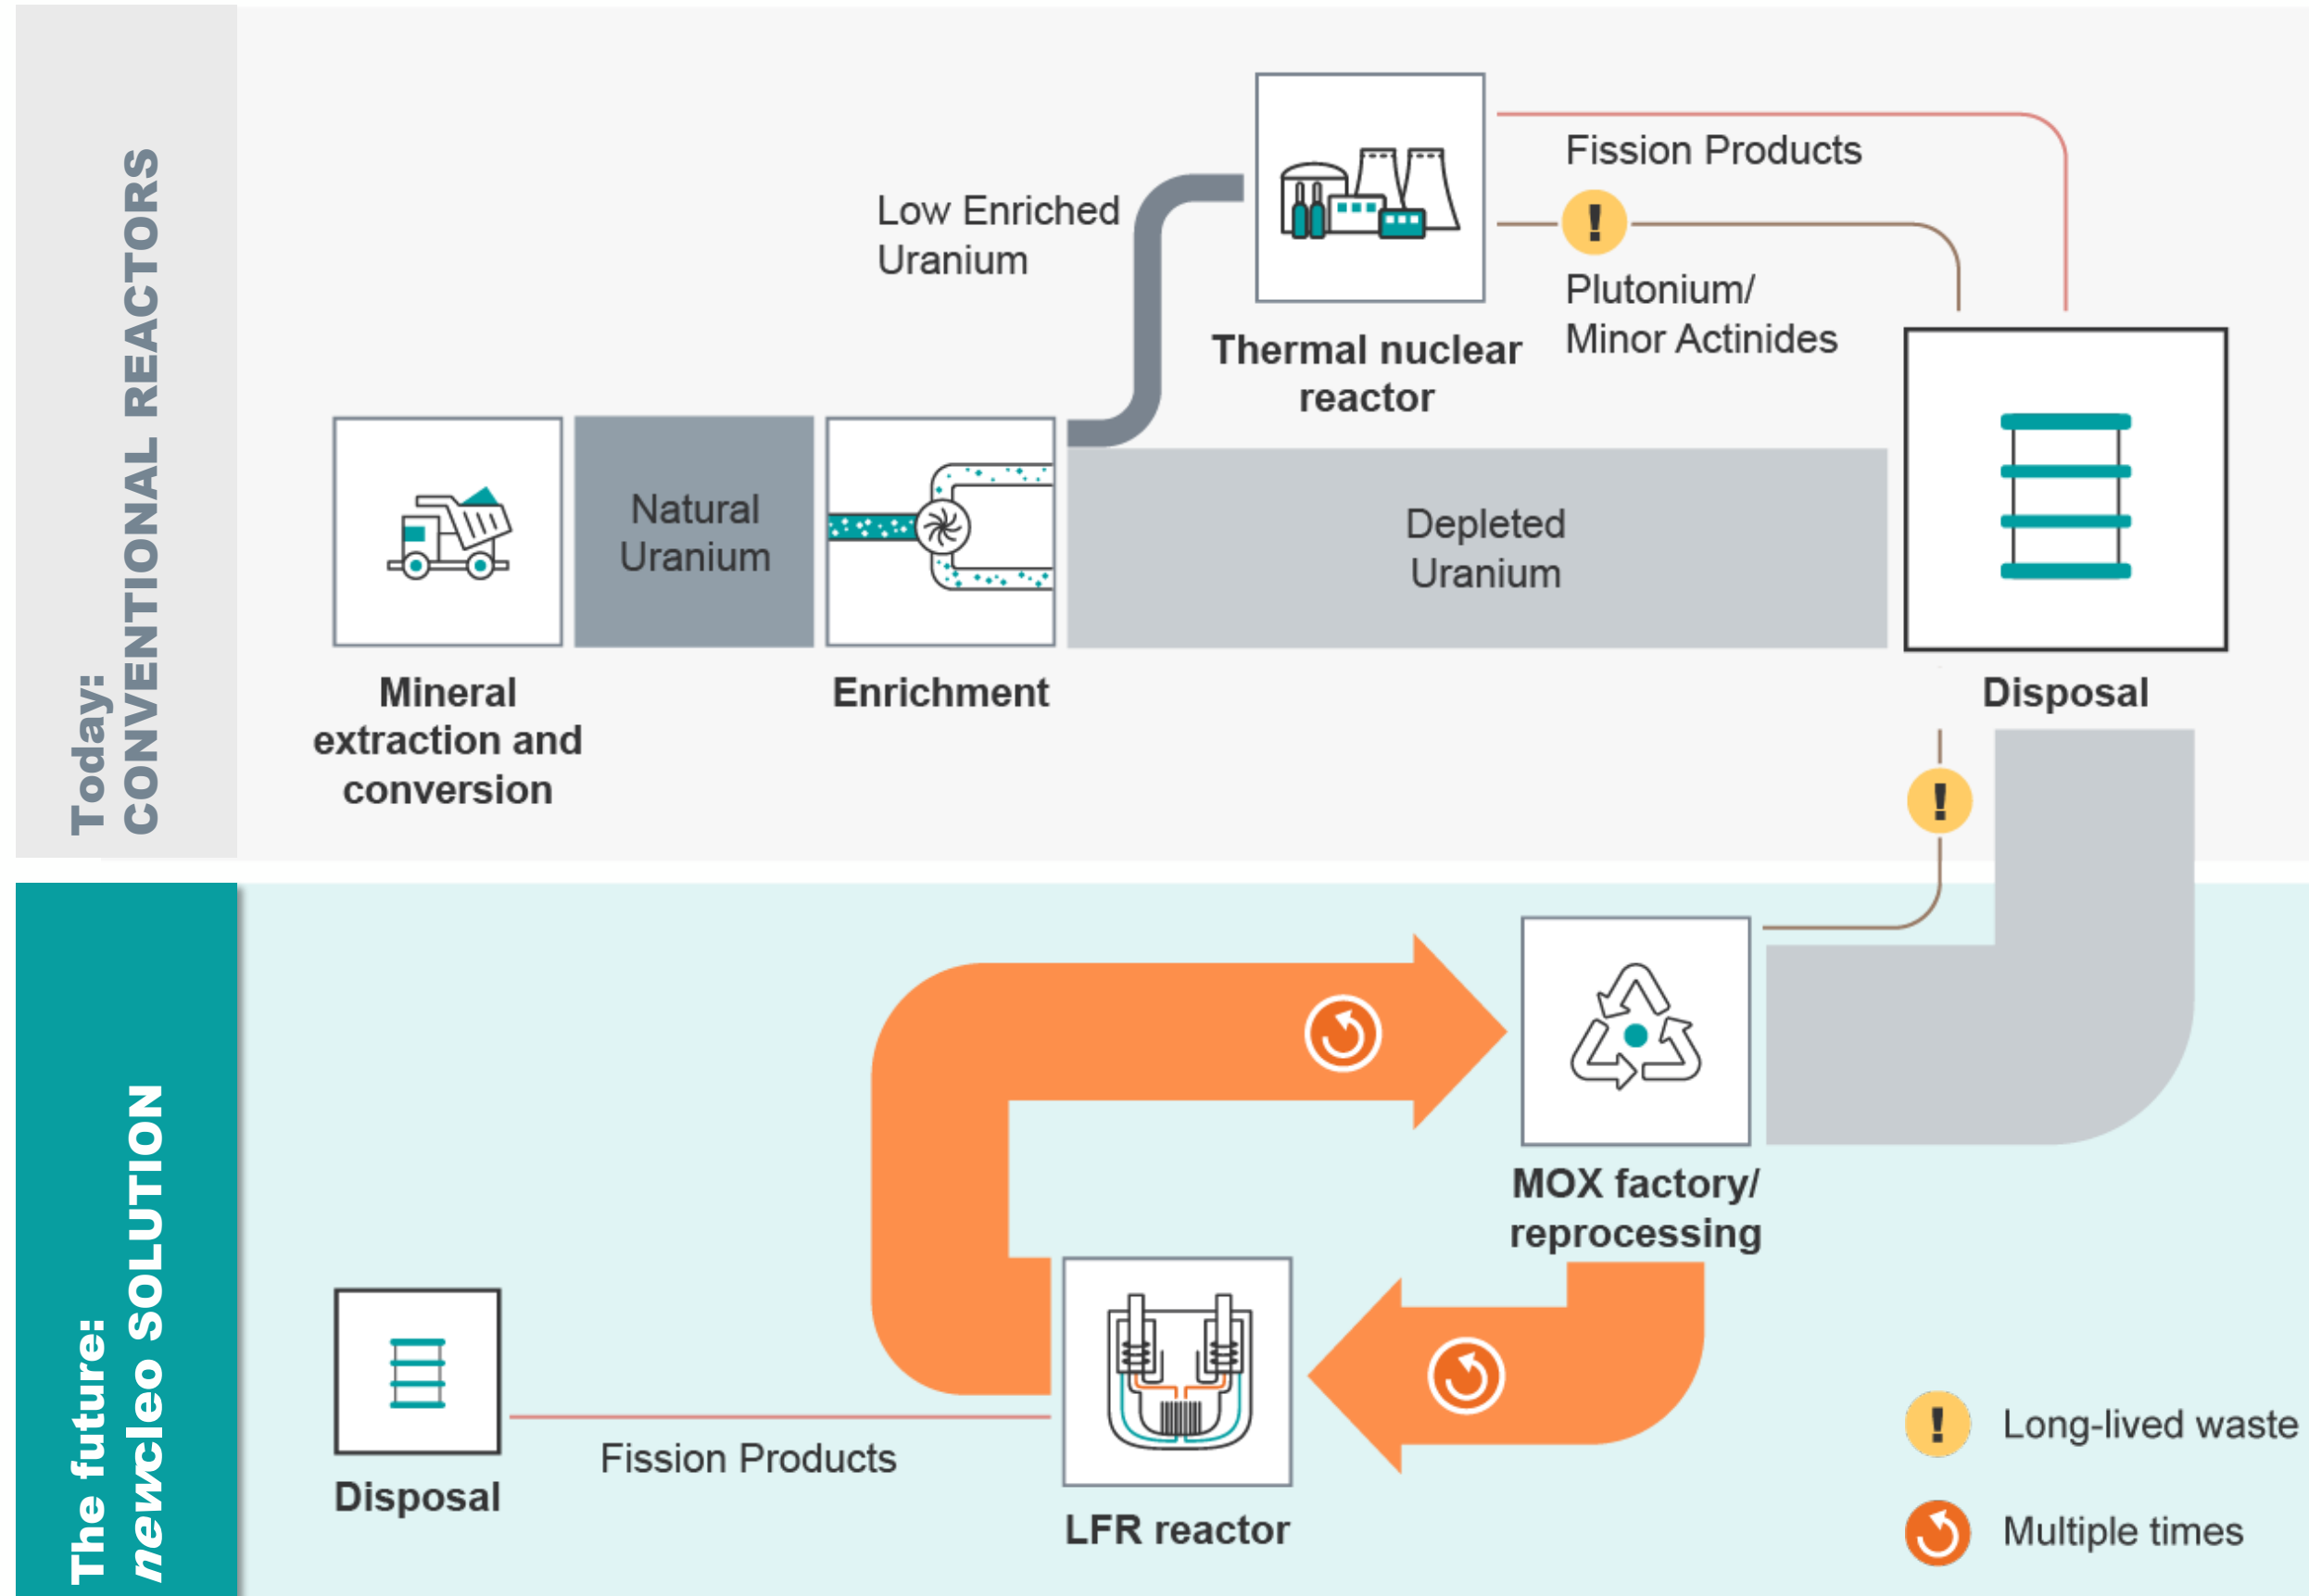 Today:
CONVENTIONAL REACTORS
Low Enriched
Uranium
Fission Products
!
Plutonium/
Minor Actinides
Thermal nuclear
reactor
Natural
Uranium
Depleted
Uranium
Mineral
extraction and
conversion
Enrichment
Disposal
!
The future:
newcleo SOLUTION
MOX factory/
reprocessing
Fission Products
Disposal
LFR reactor
! Long-lived waste
Multiple times